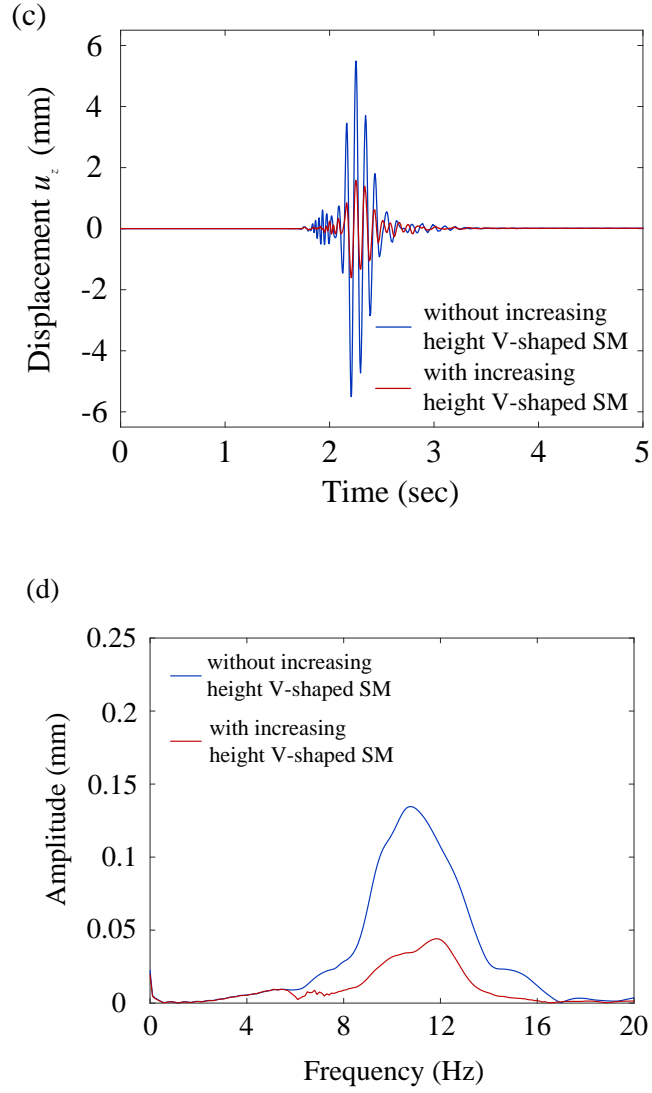 (c)
6
4
2
0
-2
-4
-6
Displacement u_z (mm)
without increasing
height V-shaped SM
with increasing
height V-shaped SM
0 1 2 3 4 5
Time (sec)
(d)
0.25
0.2
0.15
0.1
0.05
0
Amplitude (mm)
without increasing
height V-shaped SM
with increasing
height V-shaped SM
0 4 8 12 16 20
Frequency (Hz)